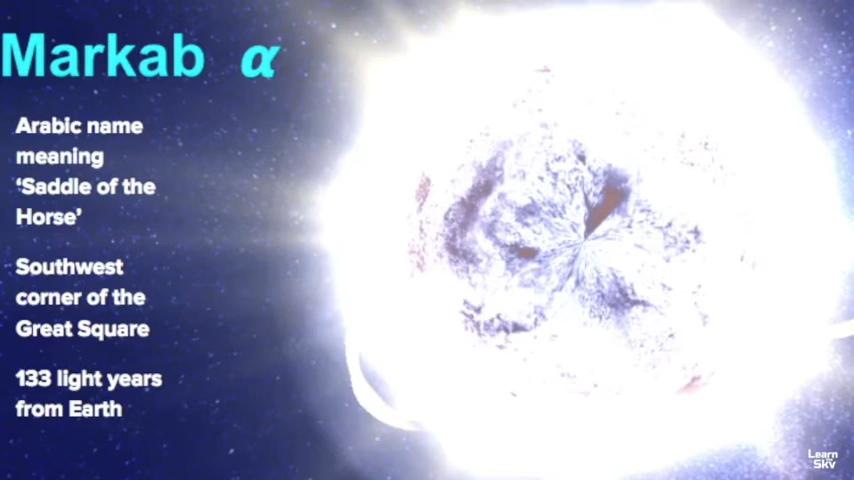 Markab α
Arabic name
meaning
‘Saddle of the
Horse’
Southwest
corner of the
Great Square
133 light years
from Earth
Learn
the
Sky